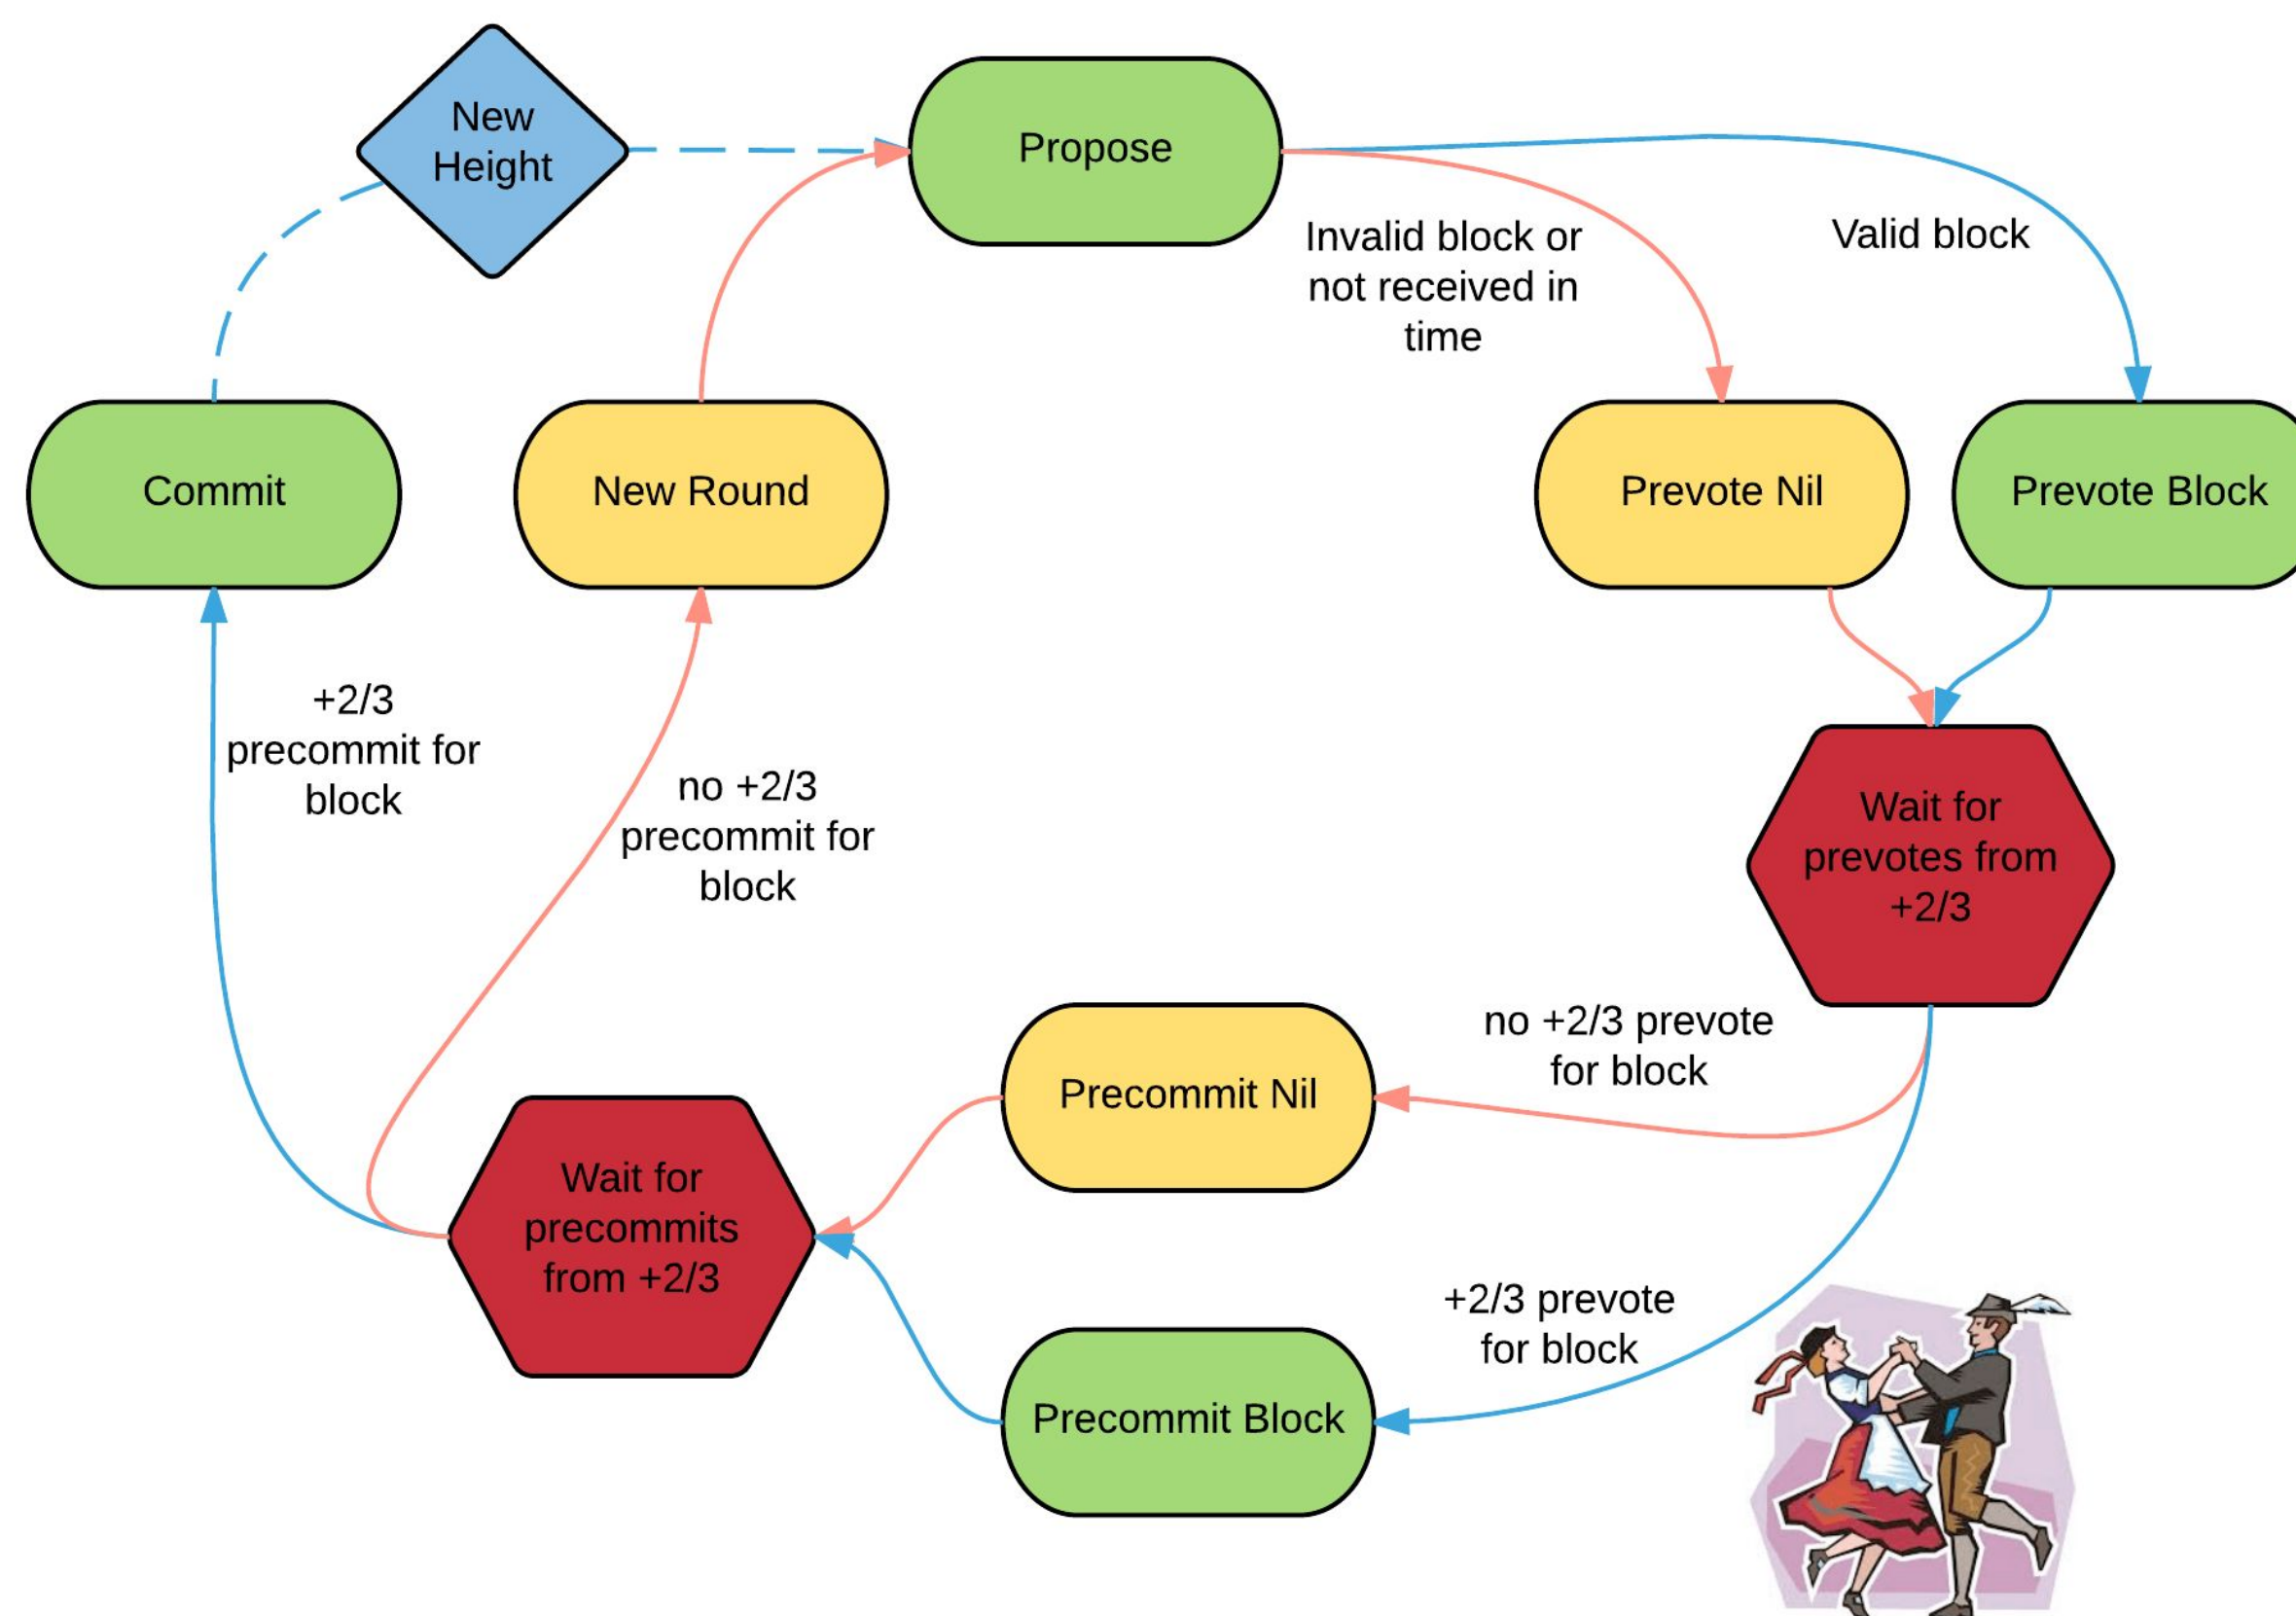 New
Height
Propose
Invalid block or
not received in
time
Valid block
Commit
New Round
Prevote Nil
Prevote Block
+2/3
precommit for
block
no +2/3
precommit for
block
Wait for
prevotes from
+2/3
no +2/3 prevote
for block
Precommit Nil
Wait for
precommits
from +2/3
+2/3 prevote
for block
Precommit Block